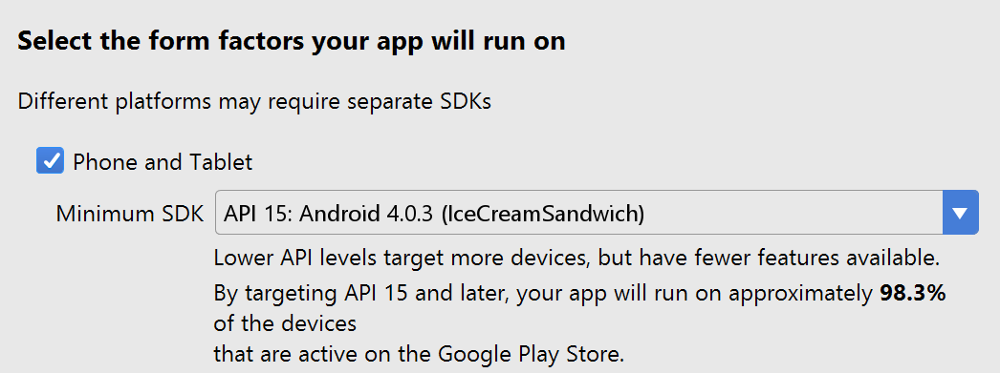 Select the form factors your app will run on
Different platforms may require separate SDKs
Phone and Tablet
Minimum SDK API 15: Android 4.0.3 (IceCreamSandwich)
Lower API levels target more devices, but have fewer features available.
By targeting API 15 and later, your app will run on approximately 98.3%
of the devices
that are active on the Google Play Store.